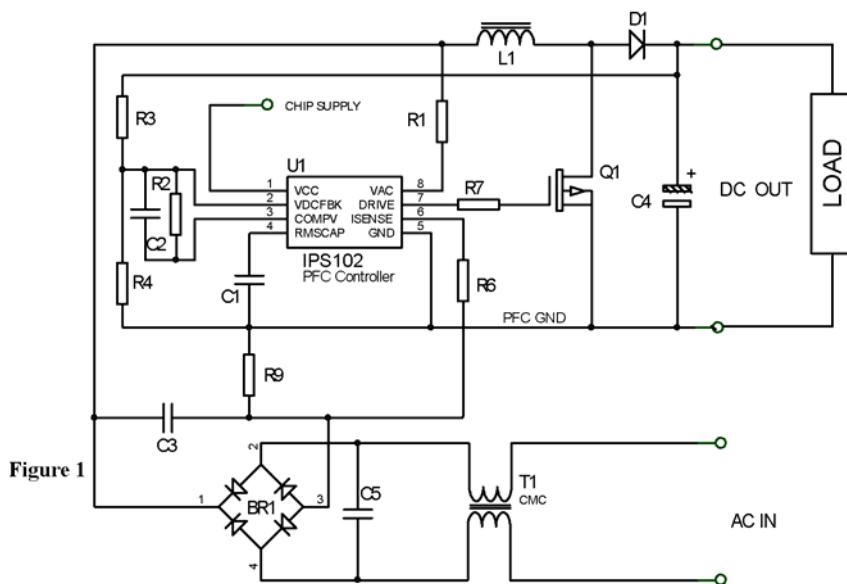 D1
L1
R3
CHIP SUPPLY
R1
U1
Q1
+
R2
R7
1 VCC VAC 8
2 VDCFBK DRIVE 7
3 COMPV ISENSE 6
4 RMSCAP GND 5
C2
C4
DC OUT
LOAD
IPS102
PFC Controller
R4
C1
R6
PFC GND
R9
C3
Figure 1
2
1
BR1
3
4
C5
T1
CMC
AC IN